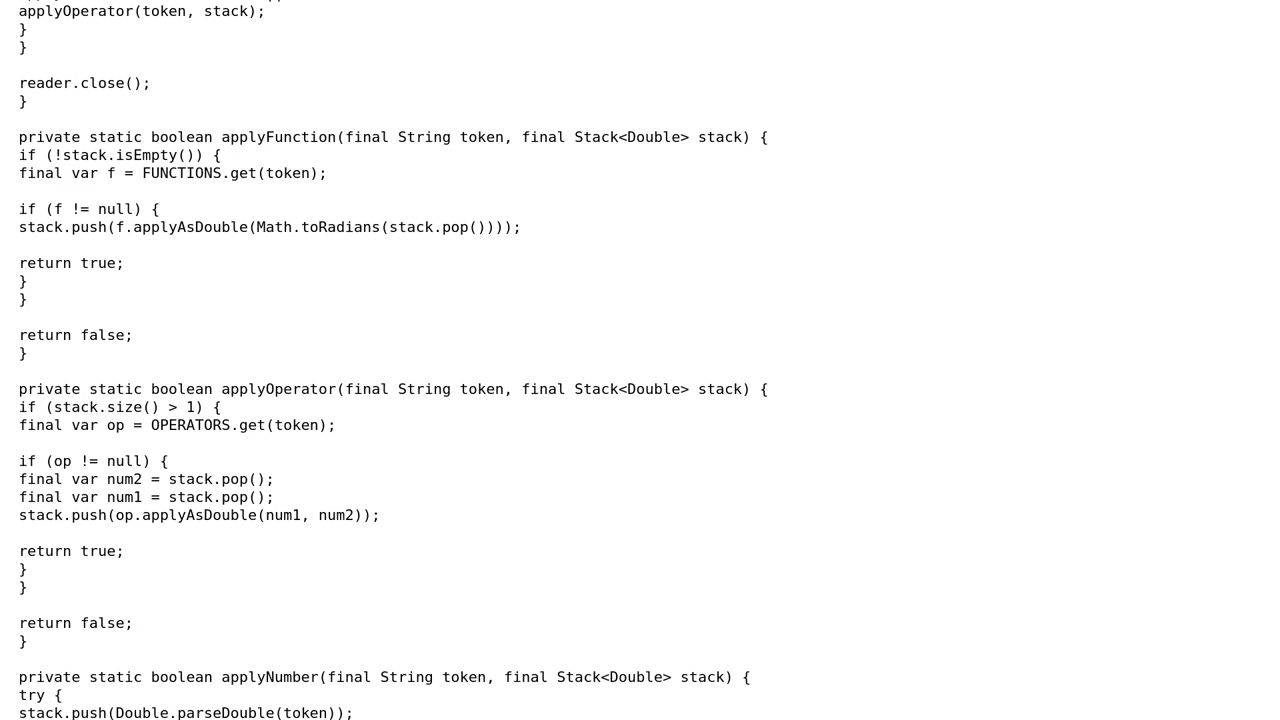 applyOperator(token, stack);
}
}
reader.close();
}
private static boolean applyFunction(final String token, final Stack<Double> stack) {
if (!stack.isEmpty()) {
final var f = FUNCTIONS.get(token);
if (f != null) {
stack.push(f.applyAsDouble(Math.toRadians(stack.pop())));
return true;
}
}
return false;
}
private static boolean applyOperator(final String token, final Stack<Double> stack) {
if (stack.size() > 1) {
final var op = OPERATORS.get(token);
if (op != null) {
final var num2 = stack.pop();
final var num1 = stack.pop();
stack.push(op.applyAsDouble(num1, num2));
return true;
}
}
return false;
}
private static boolean applyNumber(final String token, final Stack<Double> stack) {
try {
stack.push(Double.parseDouble(token));